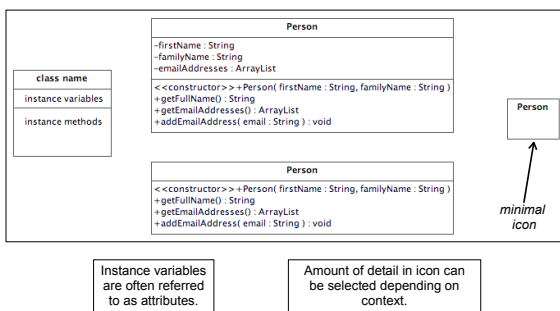 class name
instance variables
instance methods
Person
–firstName : String
–familyName : String
–emailAddresses : ArrayList
<<constructor>>+Person( firstName : String, familyName : String )
+getFullName() : String
+getEmailAddresses() : ArrayList
+addEmailAddress( email : String ) : void
Person
<<constructor>>+Person( firstName : String, familyName : String )
+getFullName() : String
+getEmailAddresses() : ArrayList
+addEmailAddress( email : String ) : void
Person
minimal
icon
Instance variables
are often referred
to as attributes.
Amount of detail in icon can
be selected depending on
context.